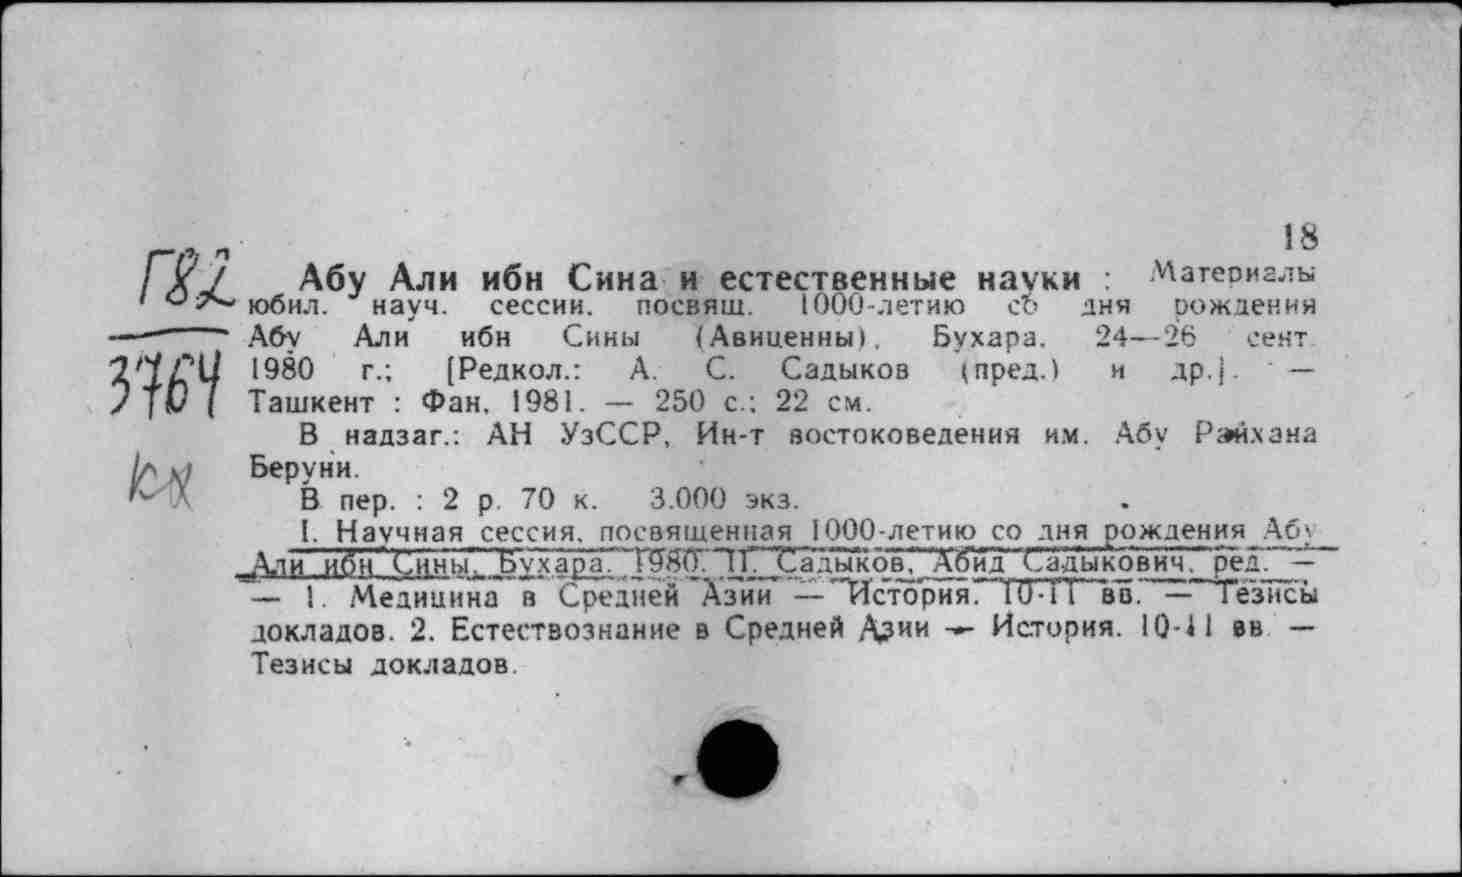 18
Г82 Абу Али ибн Сина и естественные науки : Материалы
юбил. науч. сессии. посвящ. 1000-летию со дня рождения
Абу Али ибн Сины (Авиценны), Бухара. 24—26 сент
3764 1980 г.; [Редкол.: А. С. Садыков (пред.) и др.]. —
Ташкент : Фан, 1981. — 250 с.; 22 см.
В надзаг.: АН УзССР, Ин-т востоковедения им. Абу Райхана
Беруни.
В пер. : 2 р. 70 к. 3.000 экз.
I. Научная сессия, посвященная 1000-летию со дня рождения Абу
Али ибн Сины. Бухара. 1980. II. Садыков, Абид Садыкович. ред. —
— 1. Медицина в Средней Азии — История. 10-11 вв. — Тезисы
докладов. 2. Естествознание в Средней Азии — История. 10-11 вв. —
Тезисы докладов.